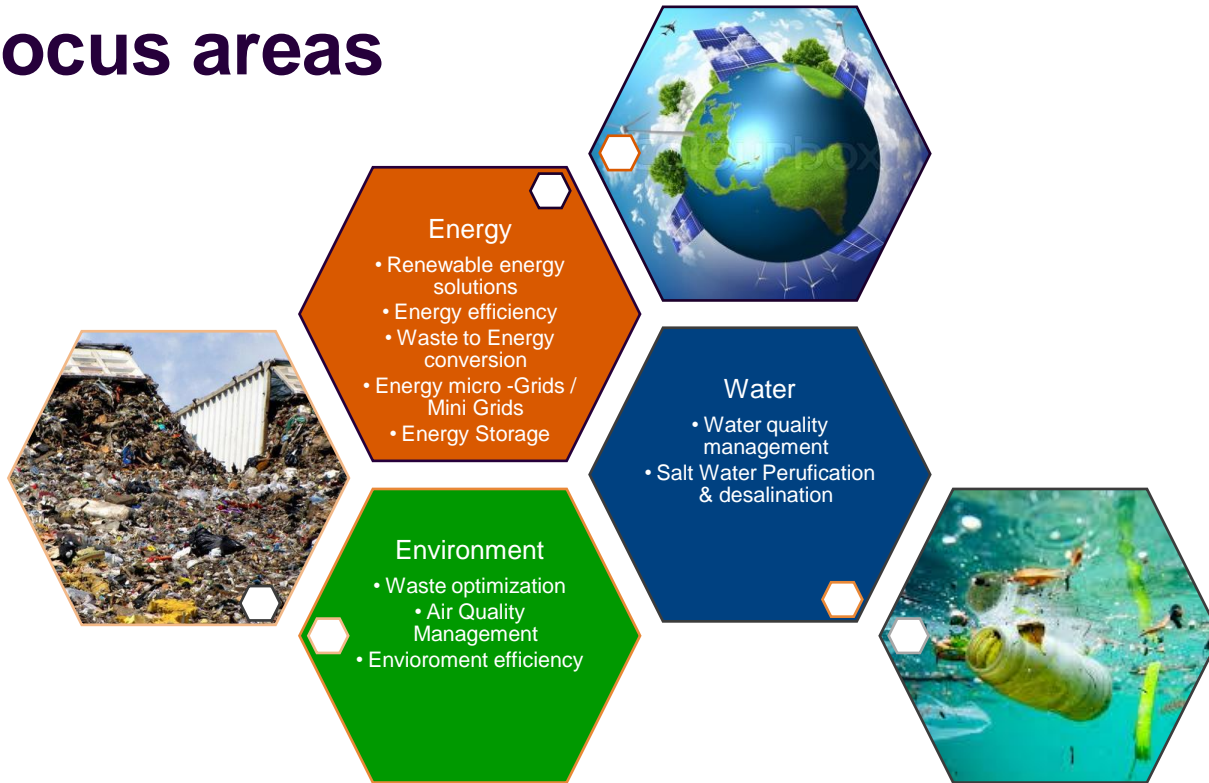 ocus areas
Energy
• Renewable energy
solutions
• Energy efficiency
• Waste to Energy
conversion
• Energy micro -Grids /
Mini Grids
• Energy Storage
Water
• Water quality
management
• Salt Water Perufication
& desalination
Environment
• Waste optimization
• Air Quality
Management
• Envioroment efficiency